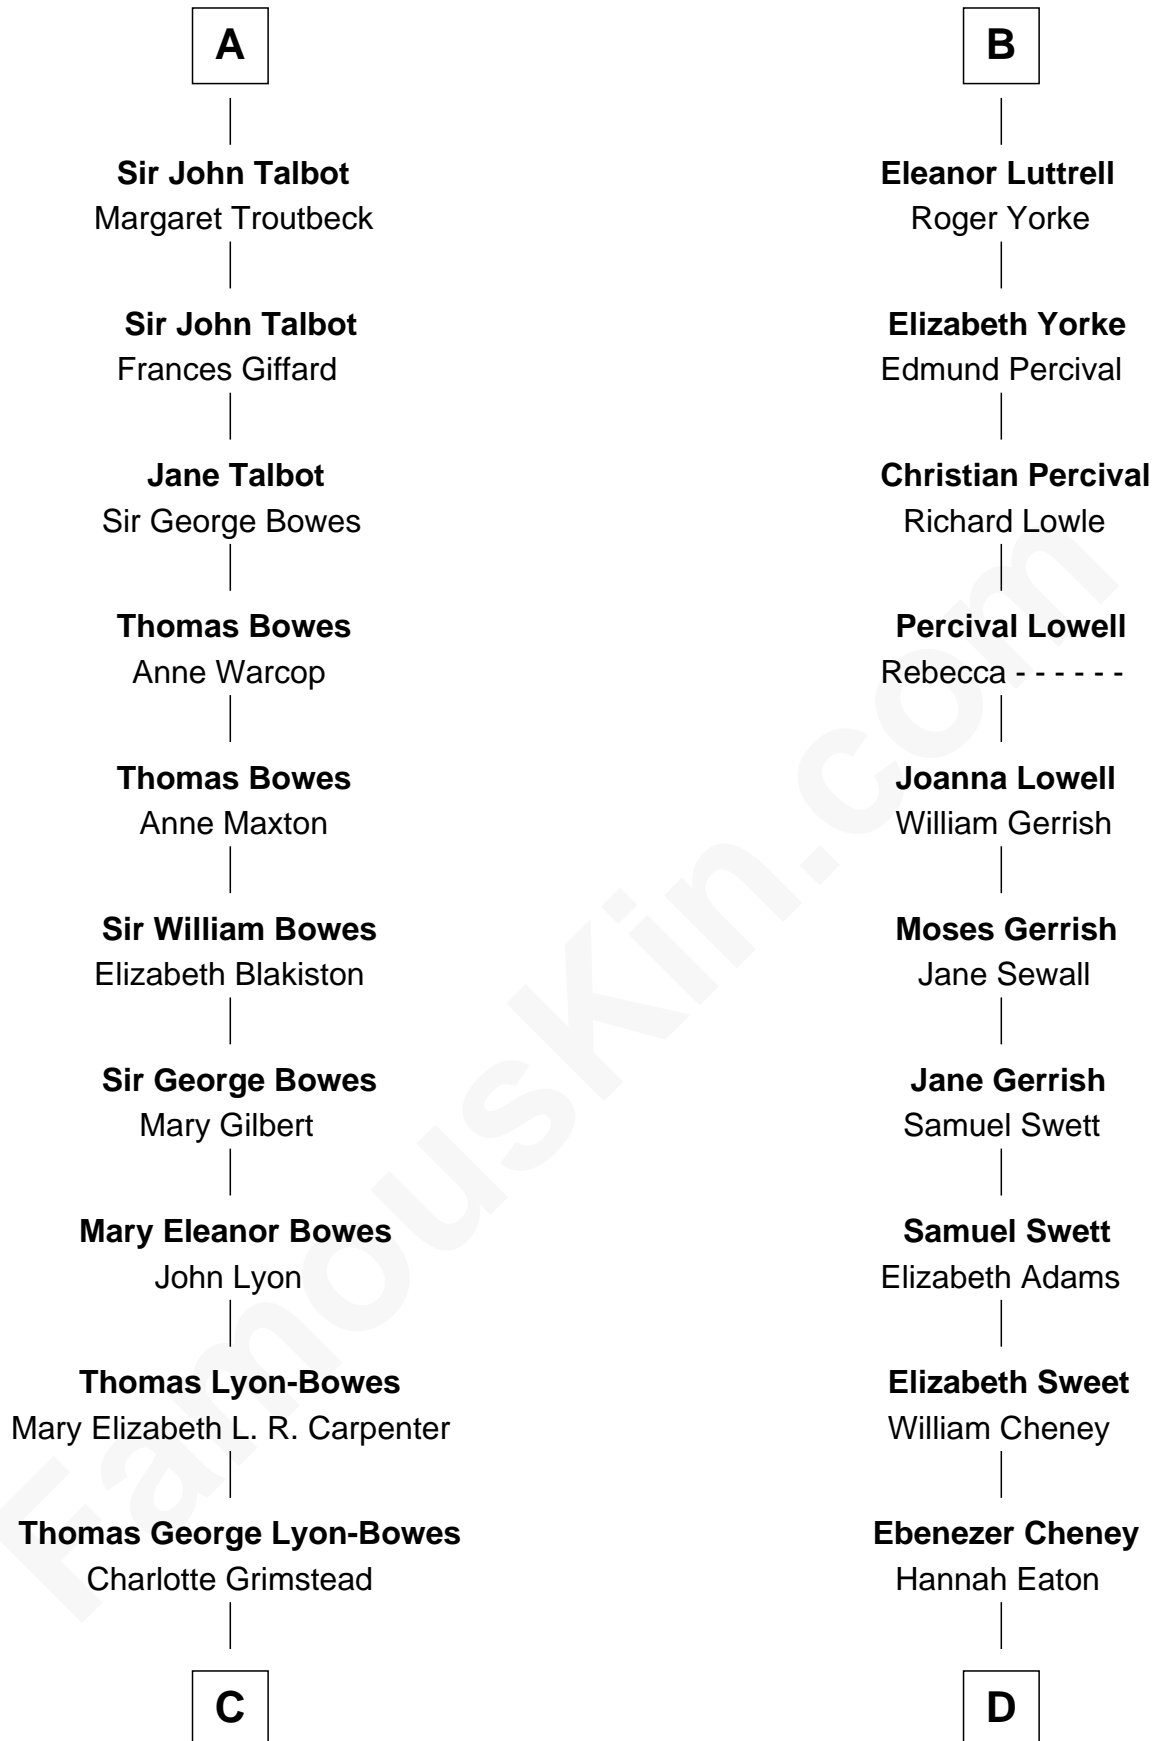 A
Sir John Talbot
Margaret Troutbeck
Sir John Talbot
Frances Giffard
Jane Talbot
Sir George Bowes
Thomas Bowes
Anne Warcop
Thomas Bowes
Anne Maxton
Sir William Bowes
Elizabeth Blakiston
Sir George Bowes
Mary Gilbert
Mary Eleanor Bowes
John Lyon
Thomas Lyon-Bowes
Mary Elizabeth L. R. Carpenter
Thomas George Lyon-Bowes
Charlotte Grimstead
C
B
Eleanor Luttrell
Roger Yorke
Elizabeth Yorke
Edmund Percival
Christian Percival
Richard Lowle
Percival Lowell
Rebecca - - - - - -
Joanna Lowell
William Gerrish
Moses Gerrish
Jane Sewall
Jane Gerrish
Samuel Swett
Samuel Swett
Elizabeth Adams
Elizabeth Sweet
William Cheney
Ebenezer Cheney
Hannah Eaton
D
FamousKin.com